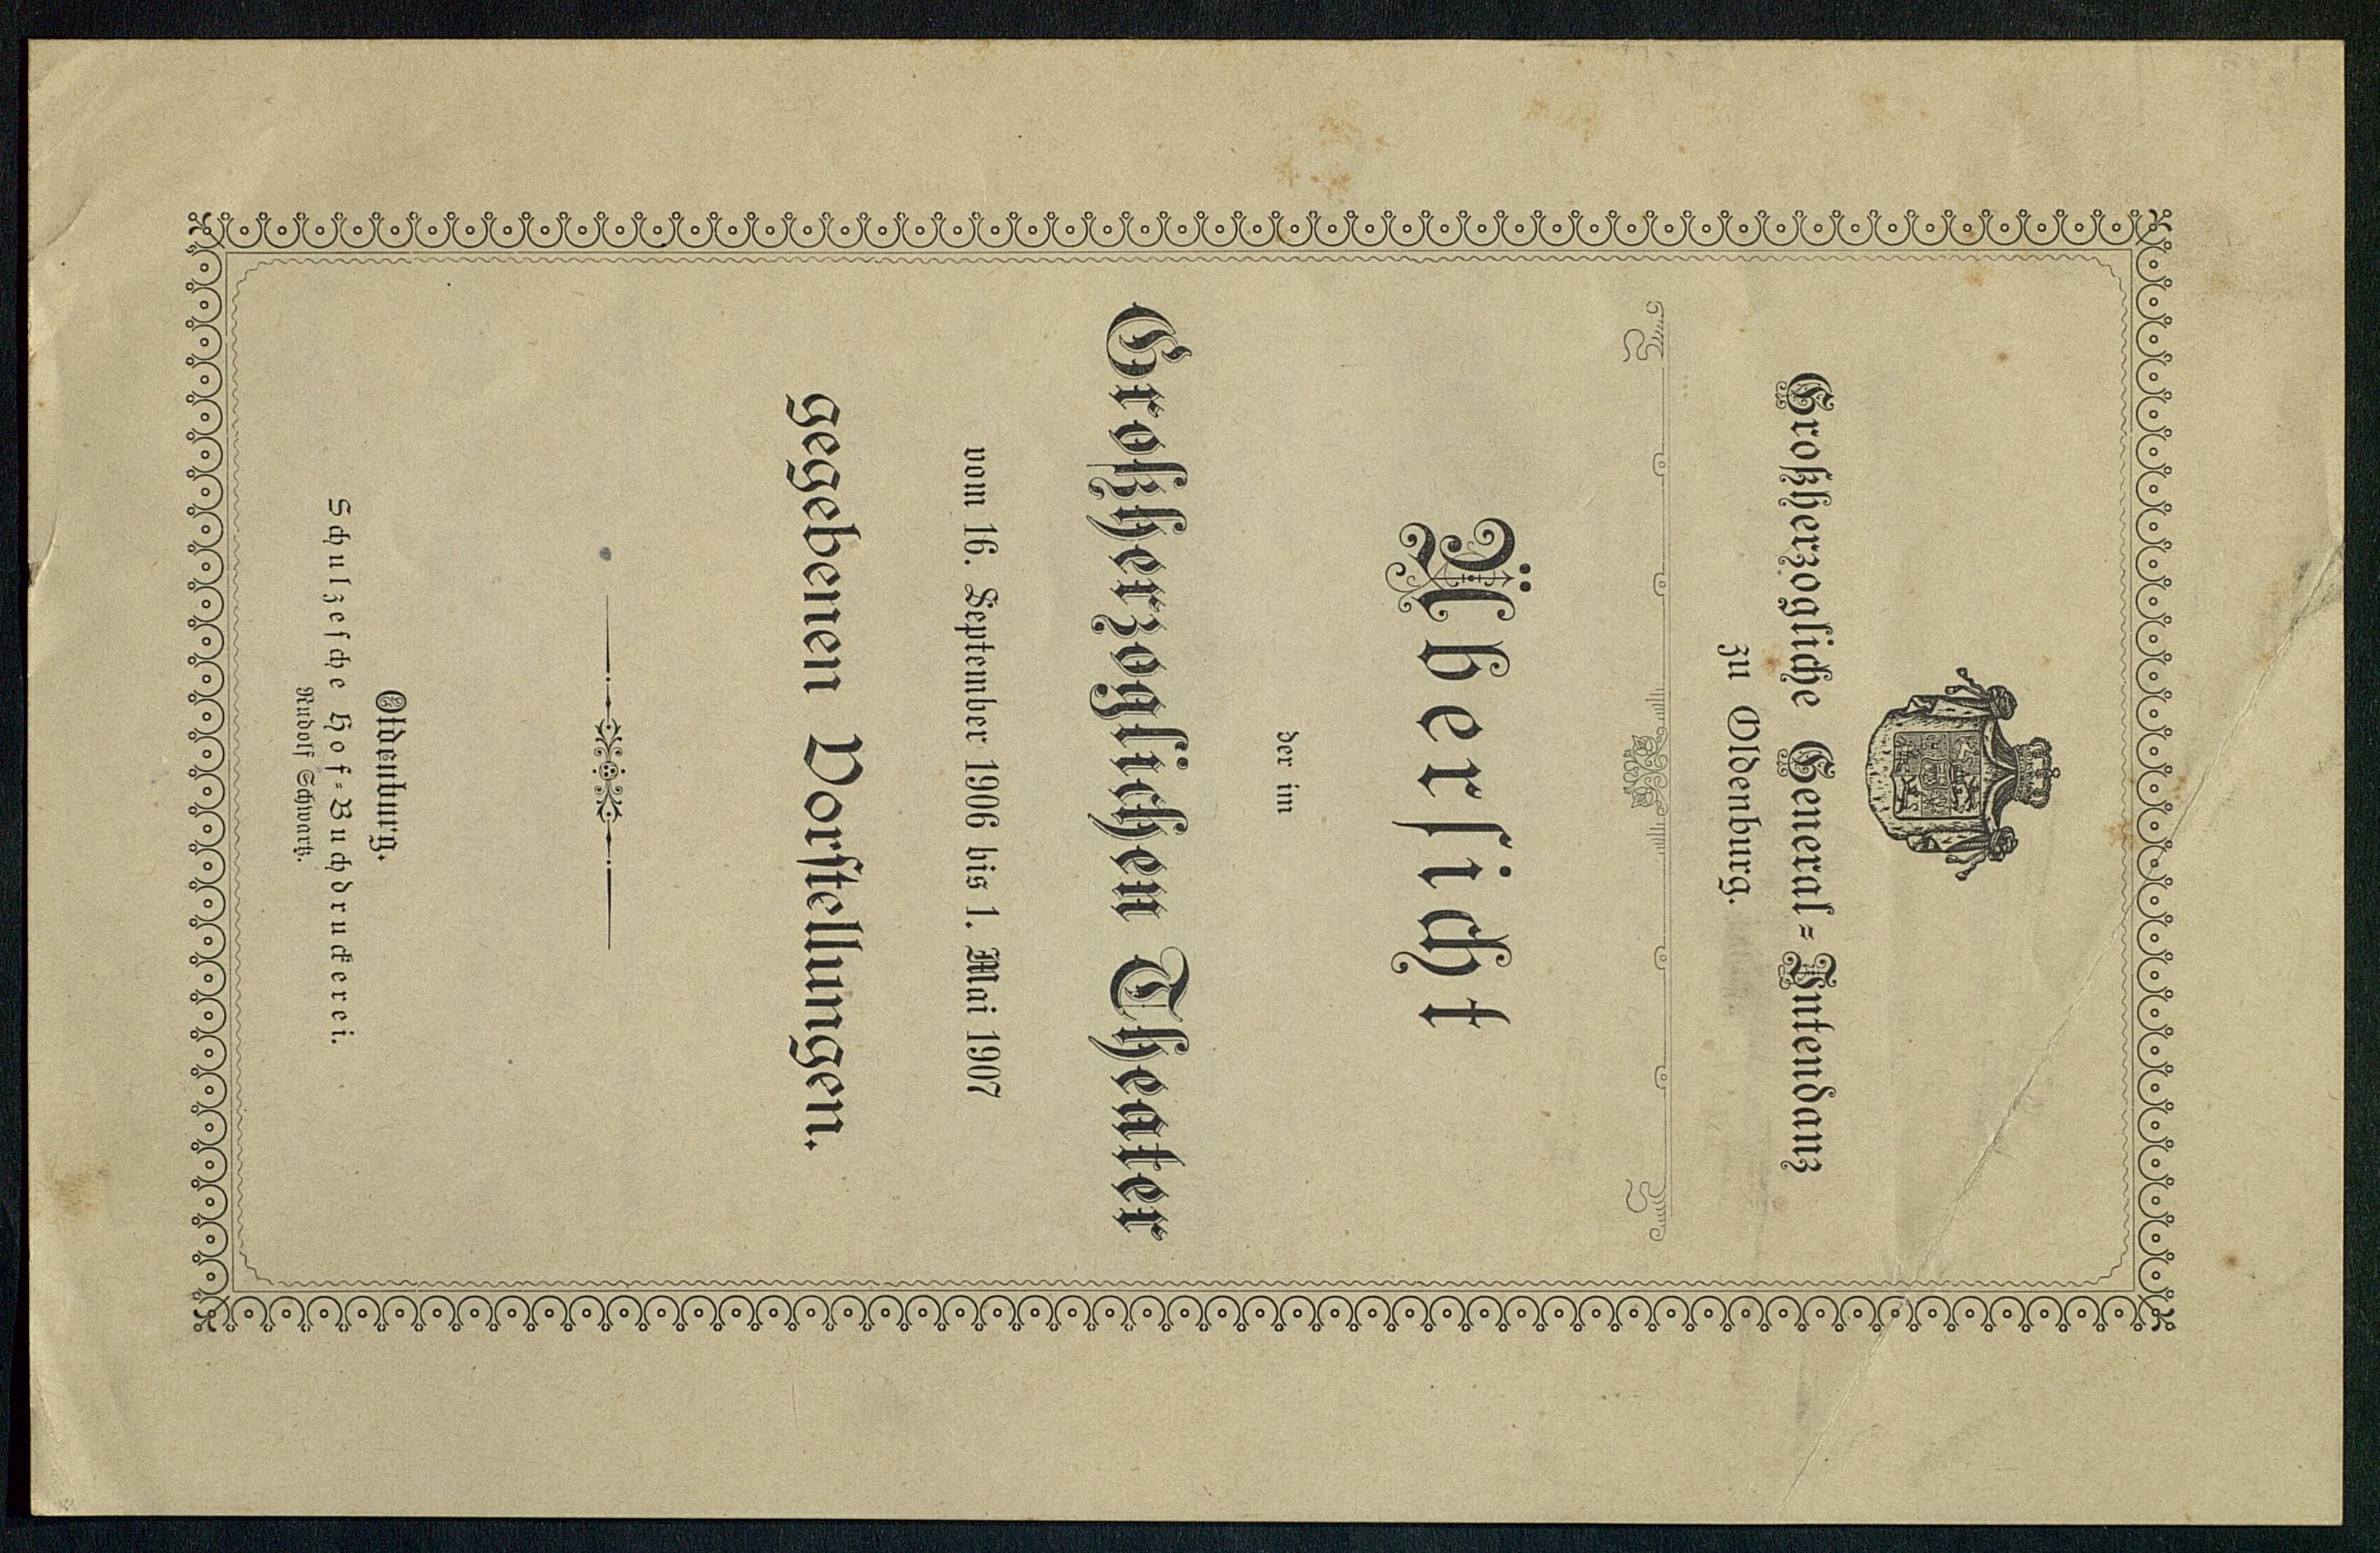 Großherzogliche General-Intendanz
zu Oldenburg.
Übersicht
der im
Großherzoglichen Theater
vom 16. September 1906 bis 1. Mai 1907
gegebenen Vorstellungen.
Oldenburg.
Schulzesche Hof-Buchdruckerei.
Rudolf Schwartz.